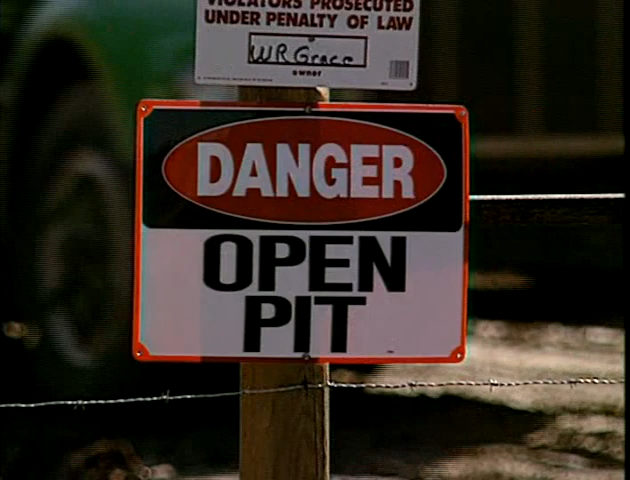 VIOLATORS PROSECUTED
UNDER PENALTY OF LAW
WR Grace
owner
DANGER
OPEN
PIT